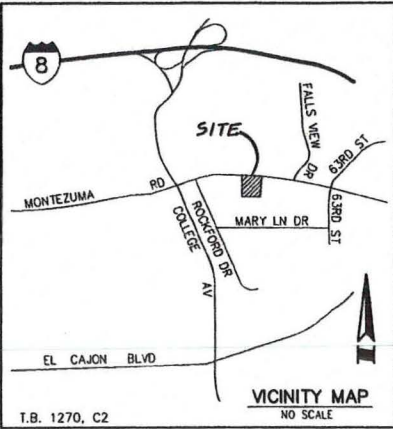 8
SITE
FALLS VIEW DR
63RD ST
MONTEZUMA RD
63RD ST
ROCKFORD DR
MARY LN DR
COLLEGE AV
EL CAJON BLVD
VICINITY MAP
NO SCALE
T.B. 1270, C2